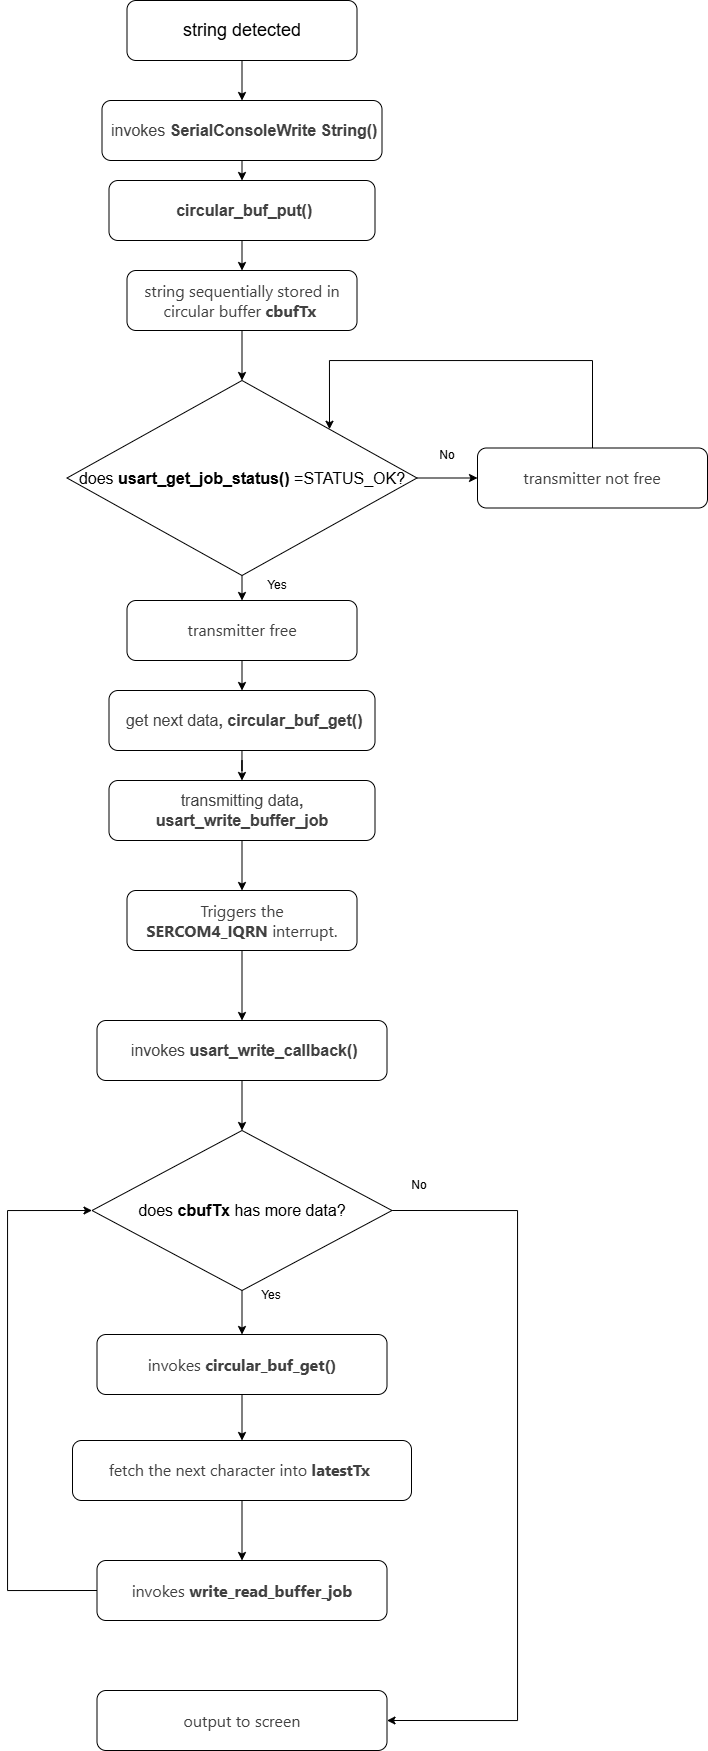 string detected
invokes SerialConsoleWrite String()
circular_buf_put()
string sequentially stored in
circular buffer cbufTx
does usart_get_job_status() =STATUS_OK?
No
transmitter not free
Yes
transmitter free
get next data, circular_buf_get()
transmitting data,
usart_write_buffer_job
Triggers the
SERCOM4_IQRN interrupt.
invokes usart_write_callback()
No
does cbufTx has more data?
Yes
invokes circular_buf_get()
fetch the next character into latestTx
invokes write_read_buffer_job
output to screen